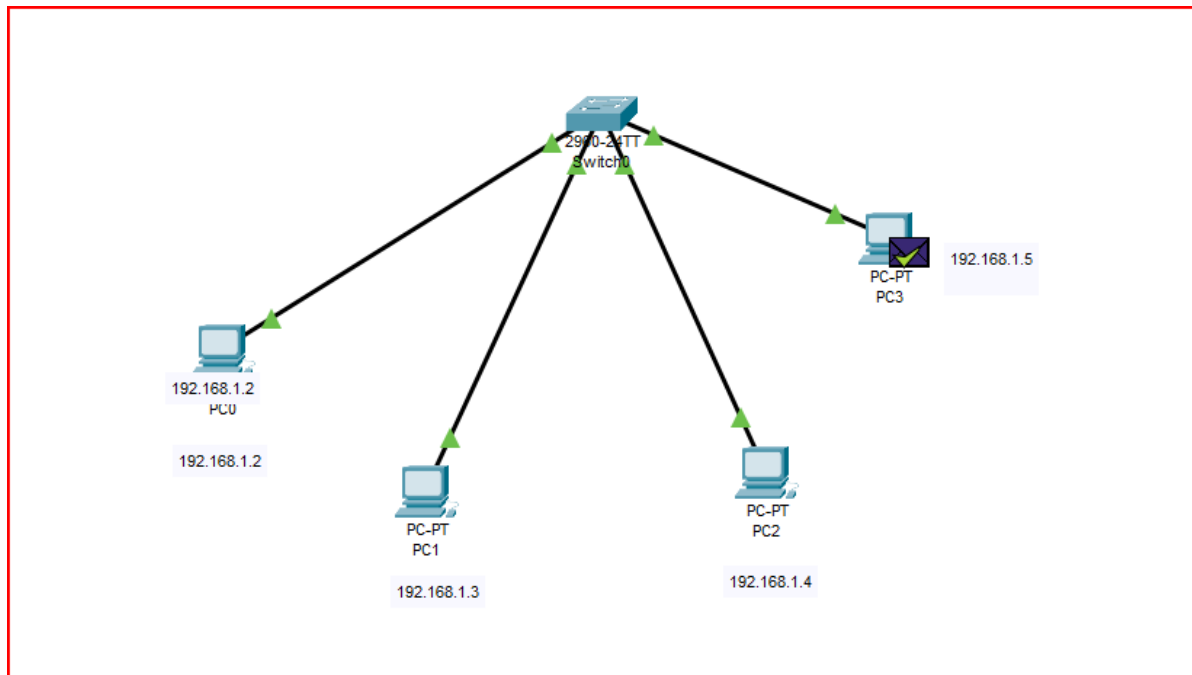 2960-24TT
Switch0
192.168.1.5
PC-PT
PC3
192.168.1.2
PC0
192.168.1.2
PC-PT
PC1
192.168.1.3
PC-PT
PC2
192.168.1.4